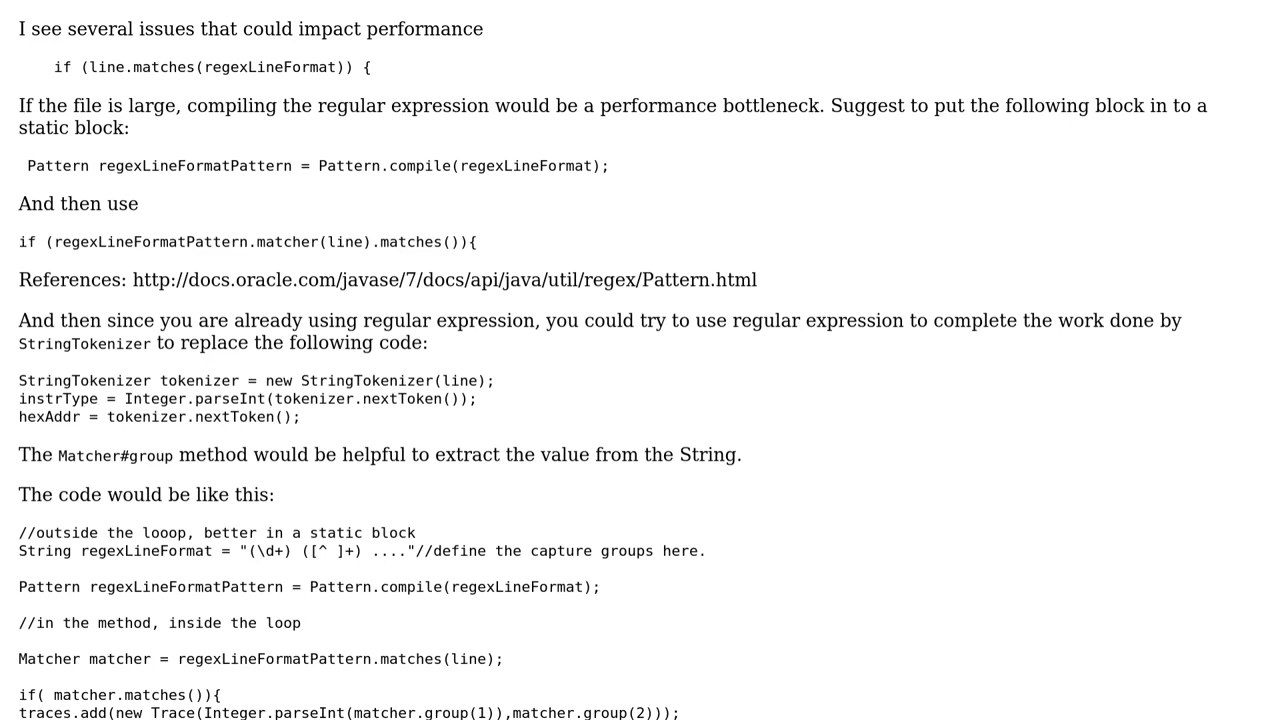 I see several issues that could impact performance
if (line.matches(regexLineFormat)) {
If the file is large, compiling the regular expression would be a performance bottleneck. Suggest to put the following block in to a
static block:
Pattern regexLineFormatPattern = Pattern.compile(regexLineFormat);
And then use
if (regexLineFormatPattern.matcher(line).matches()){
References: http://docs.oracle.com/javase/7/docs/api/java/util/regex/Pattern.html
And then since you are already using regular expression, you could try to use regular expression to complete the work done by
StringTokenizer to replace the following code:
StringTokenizer tokenizer = new StringTokenizer(line);
instrType = Integer.parseInt(tokenizer.nextToken());
hexAddr = tokenizer.nextToken();
The Matcher#group method would be helpful to extract the value from the String.
The code would be like this:
//outside the looop, better in a static block
String regexLineFormat = "(\d+) ([^ ]+) ...."//define the capture groups here.
Pattern regexLineFormatPattern = Pattern.compile(regexLineFormat);
//in the method, inside the loop
Matcher matcher = regexLineFormatPattern.matches(line);
if( matcher.matches()){
traces.add(new Trace(Integer.parseInt(matcher.group(1)),matcher.group(2)));